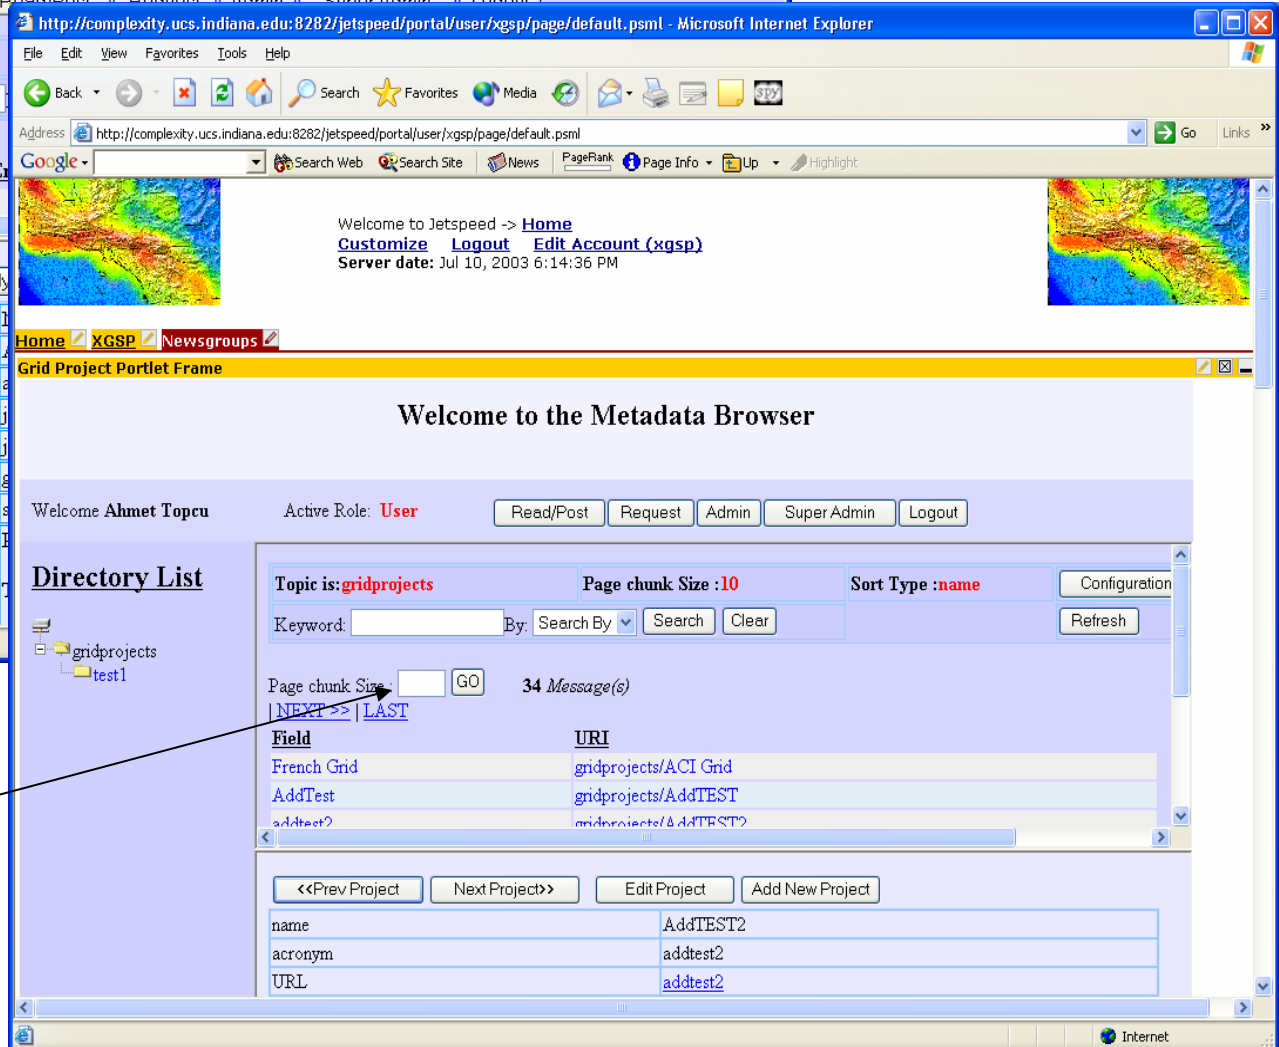 http://complexity.ucs.indiana.edu:8282/jetspeed/portal/user/xgsp/page/default.psml - Microsoft Internet Explorer
File Edit View Favorites Tools Help
Back Search Favorites Media
Address http://complexity.ucs.indiana.edu:8282/jetspeed/portal/user/xgsp/page/default.psml Go Links »
Google Search Web Search Site News PageRank Page Info Up Highlight
Welcome to Jetspeed -> Home
Customize Logout Edit Account (xgsp)
Server date: Jul 10, 2003 6:14:36 PM
Home XGSP Newsgroups
Grid Project Portlet Frame
Welcome to the Metadata Browser
Welcome Ahmet Topcu Active Role: User Read/Post Request Admin Super Admin Logout
Directory List
gridprojects
test1
Topic is:gridprojects Page chunk Size :10 Sort Type :name Configuration
Keyword: By: Search By Search Clear Refresh
Page chunk Size : GO 34 Message(s)
| NEXT >> | LAST
Field URI
French Grid gridprojects/ACI Grid
AddTest gridprojects/AddTEST
addtest2 gridprojects/AddTEST2
<<Prev Project Next Project>> Edit Project Add New Project
name AddTEST2
acronym addtest2
URL addtest2
Internet